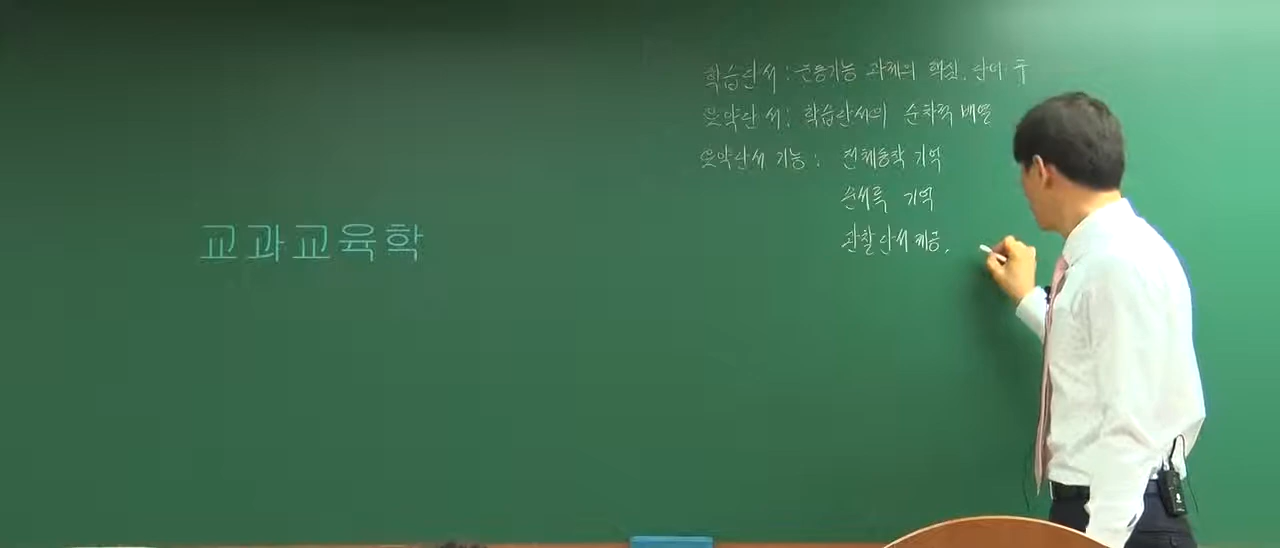 교과교육학
학습단서 : 운동기능 과제의 핵심. 단어. 구
요약단서 : 학습단서의 순차적 배열
요약단서 기능 : 전체동작 기억
순서를 기억
관찰단서 제공.